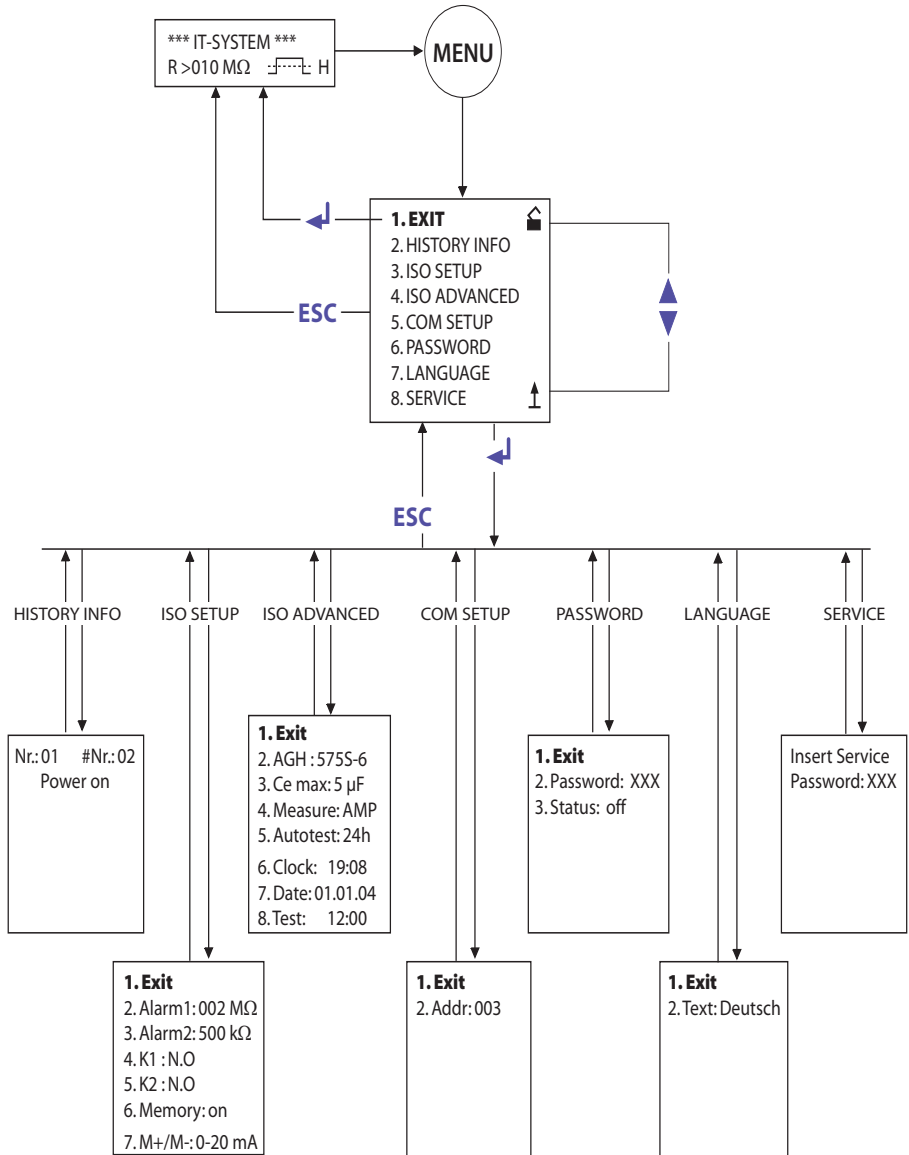 *** IT-SYSTEM ***
R >010 MΩ H
MENU
1. EXIT
2. HISTORY INFO
3. ISO SETUP
4. ISO ADVANCED
5. COM SETUP
6. PASSWORD
7. LANGUAGE
8. SERVICE
ESC
ESC
HISTORY INFO ISO SETUP ISO ADVANCED COM SETUP PASSWORD LANGUAGE SERVICE
Nr.: 01 #Nr.: 02
Power on
1. Exit
2. AGH : 575S-6
3. Ce max: 5 µF
4. Measure: AMP
5. Autotest: 24h
6. Clock: 19:08
7. Date: 01.01.04
8. Test: 12:00
1. Exit
2. Password: XXX
3. Status: off
Insert Service
Password: XXX
1. Exit
2. Alarm1: 002 MΩ
3. Alarm2: 500 kΩ
4. K1 : N.O
5. K2 : N.O
6. Memory: on
7. M+/M-: 0-20 mA
1. Exit
2. Addr: 003
1. Exit
2. Text: Deutsch